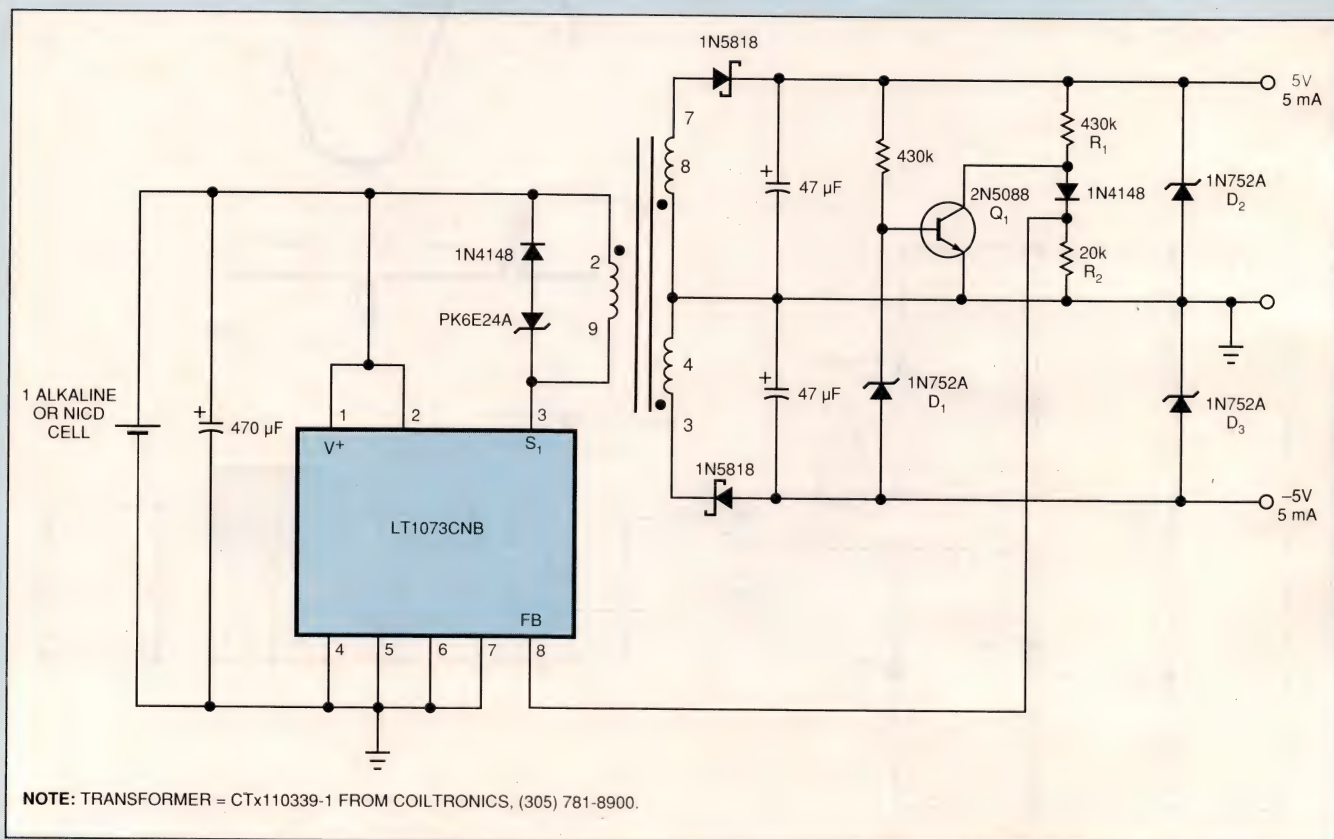 1N5818
5V
5 mA
7
8
430k
430k
R1
47 µF
2N5088
Q1
1N4148
1N752A
D2
20k
R2
1N4148
2
9
PK6E24A
4
3
47 µF
1N752A
D1
1N752A
D3
1N5818
–5V
5 mA
1 ALKALINE
OR NICD
CELL
470 µF
1
2
3
V+
S1
LT1073CNB
FB
4
5
6
7
8
NOTE: TRANSFORMER = CTx110339-1 FROM COILTRONICS, (305) 781-8900.